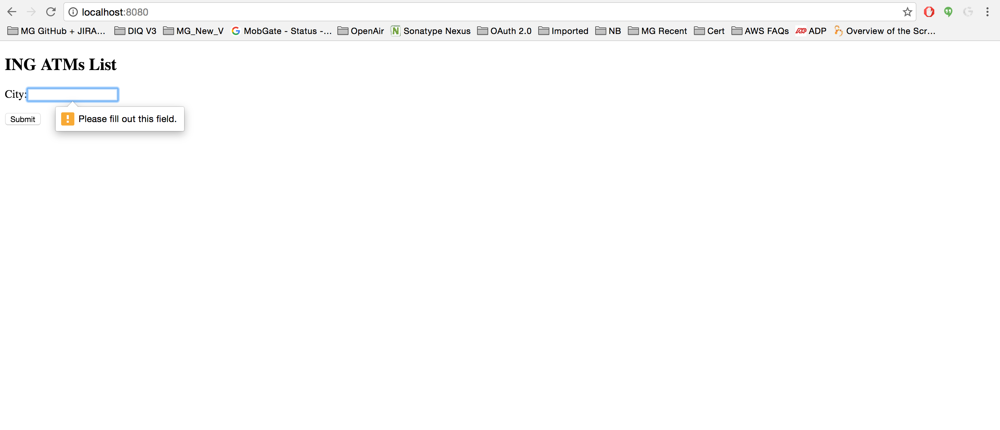 localhost:8080
MG GitHub + JIRA... DIQ V3 MG_New_V MobGate - Status -... OpenAir Sonatype Nexus OAuth 2.0 Imported NB MG Recent Cert AWS FAQs ADP Overview of the Scr...
ING ATMs List
City:
Please fill out this field.
Submit